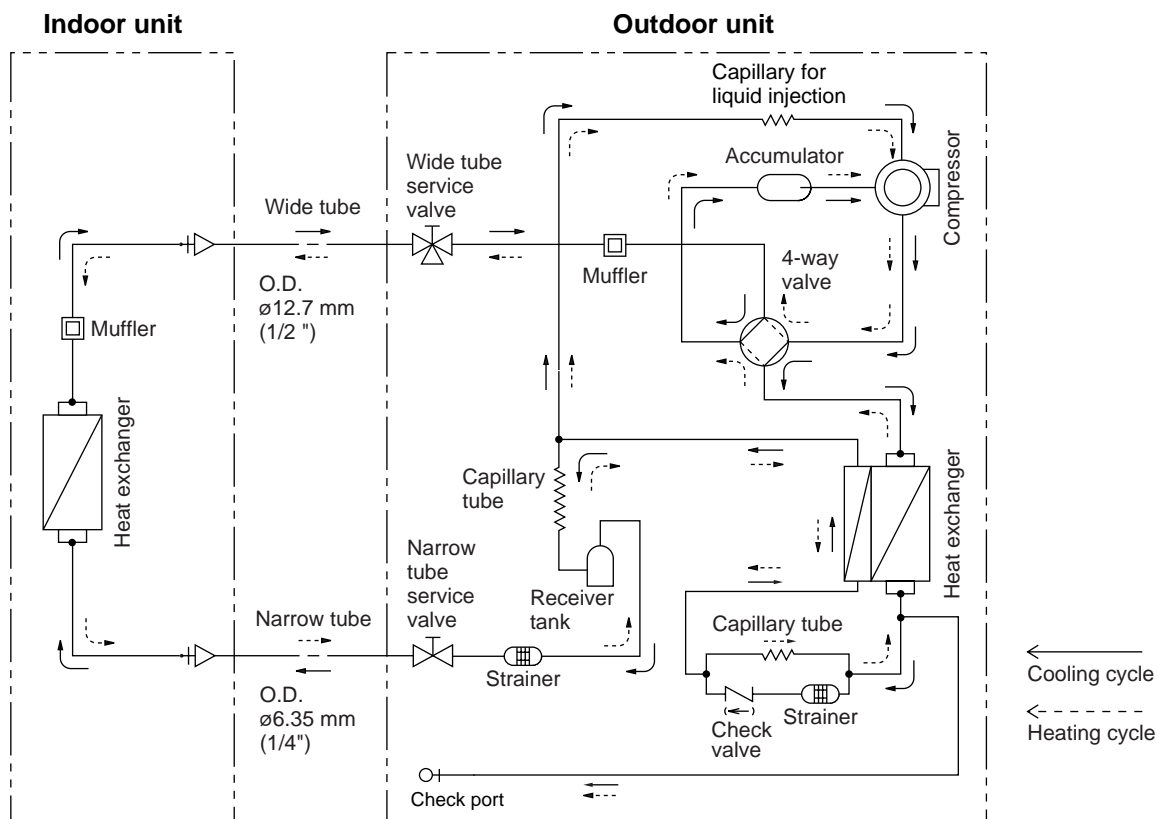 Indoor unit
Outdoor unit
Capillary for
liquid injection
Accumulator
Compressor
Wide tube
service
valve
Wide tube
O.D.
ø12.7 mm
(1/2 ")
Muffler
4-way
valve
Muffler
Heat exchanger
Capillary
tube
Heat exchanger
Narrow
tube
service
valve
Receiver
tank
Narrow tube
O.D.
ø6.35 mm
(1/4")
Strainer
Capillary tube
Strainer
Check
valve
Check port
Cooling cycle
Heating cycle